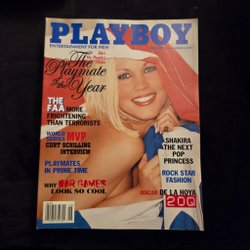 PLAYBOY
ENTERTAINMENT FOR MEN
The
Playmate
of the
Year
THE
FAA MORE
FRIGHTENING
THAN TERRORISTS
WORLD
SERIES MVP
CURT SCHILLING
INTERVIEW
PLAYMATES
IN PRIME TIME
WHY WAR GAMES
LOOK SO COOL
SHAKIRA
THE NEXT
POP
PRINCESS
ROCK STAR
FASHION
OSCAR DE LA HOYA
20Q